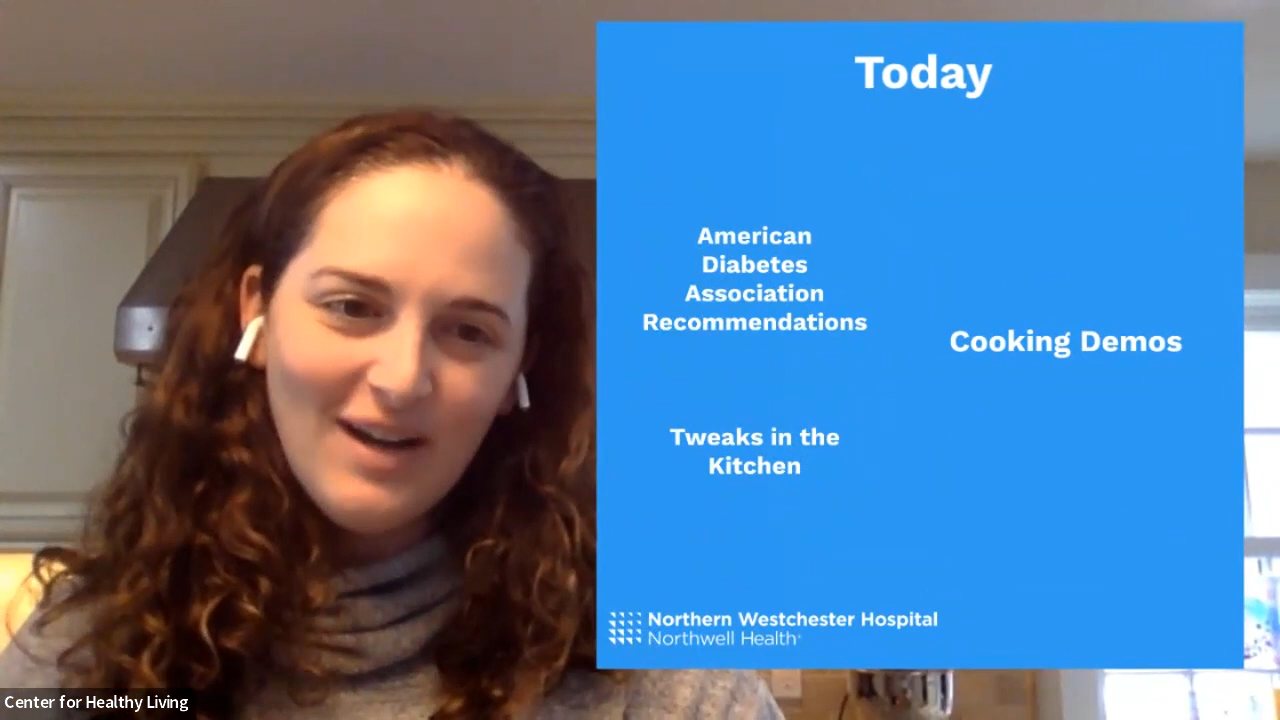 Today
American
Diabetes
Association
Recommendations
Cooking Demos
Tweaks in the
Kitchen
Northern Westchester Hospital
Northwell Health
Center for Healthy Living